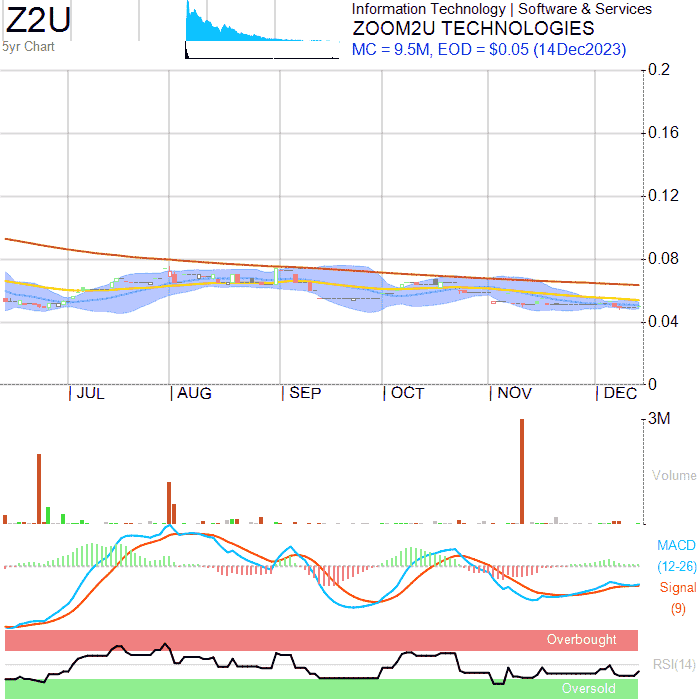 Z2U
5yr Chart
Information Technology | Software & Services
ZOOM2U TECHNOLOGIES
MC = 9.5M, EOD = $0.05 (14Dec2023)
0.2
0.16
0.12
0.08
0.04
0
JUL AUG SEP OCT NOV DEC
3M
Volume
MACD
(12-26)
Signal
(9)
Overbought
RSI(14)
Oversold